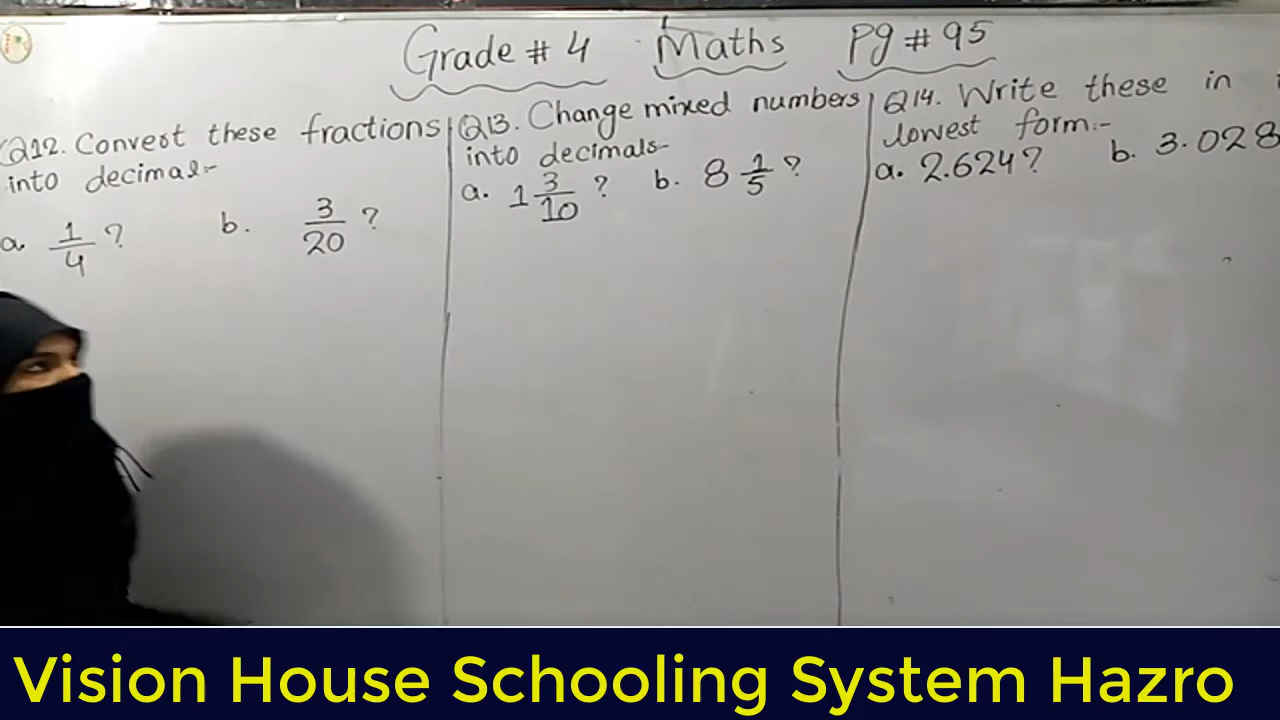 Grade # 4 Maths Pg # 95
Q12. Convert these fractions
into decimal:-
a. 1/4 ? b. 3/20 ?
Q13. Change mixed numbers
into decimals-
a. 1 3/10 ? b. 8 1/5 ?
Q14. Write these in
lowest form:-
a. 2.624? b. 3.028
Vision House Schooling System Hazro